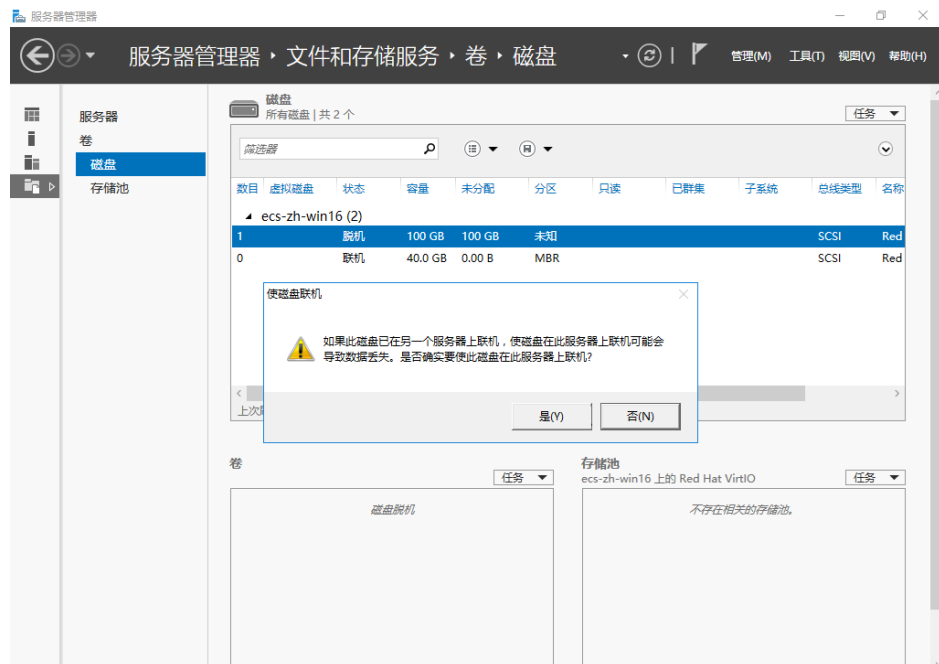 服务器管理器
服务器管理器 ‣ 文件和存储服务 ‣ 卷 ‣ 磁盘
管理(M) 工具(T) 视图(V) 帮助(H)
服务器
卷
磁盘
存储池
磁盘
所有磁盘 | 共 2 个
任务
筛选器
数目 虚拟磁盘 状态 容量 未分配 分区 只读 已群集 子系统 总线类型 名称
ecs-zh-win16 (2)
1 脱机 100 GB 100 GB 未知 SCSI Red
0 联机 40.0 GB 0.00 B MBR SCSI Red
使磁盘联机
如果此磁盘已在另一个服务器上联机，使磁盘在此服务器上联机可能会
导致数据丢失。是否确实要使此磁盘在此服务器上联机?
是(Y) 否(N)
上次
卷
任务
磁盘脱机
存储池
ecs-zh-win16 上的 Red Hat VirtIO
任务
不存在相关的存储池。